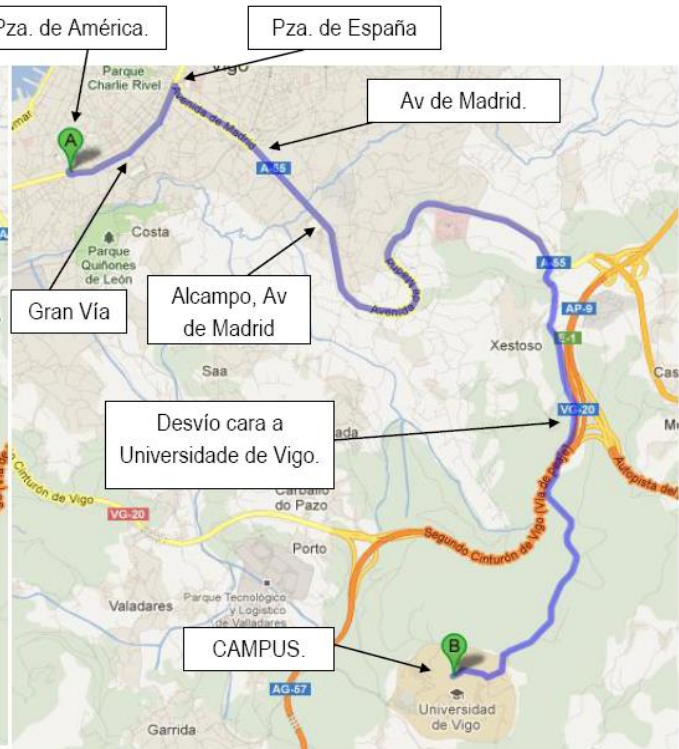 Pza. de América.
Pza. de España
Parque
Charlie Rivel
Vigo
Av de Madrid.
Avenida de Madrid
A
A-55
Costa
Parque
Quiñones
de León
Gran Vía
Alcampo, Av
de Madrid
Avenida de Madrid
A-55
AP-9
E-1
Xestoso
Saa
Desvío cara a
Universidade de Vigo.
VG-20
Cinturón de Vigo
Carballo
do Pazo
VG-20
Autopista del
Segundo Cinturón de Vigo (Vía de peaje)
Porto
Parque Tecnológico
y Logístico
de Valladares
Valadares
CAMPUS.
B
AG-57
Universidad
de Vigo
Garrida